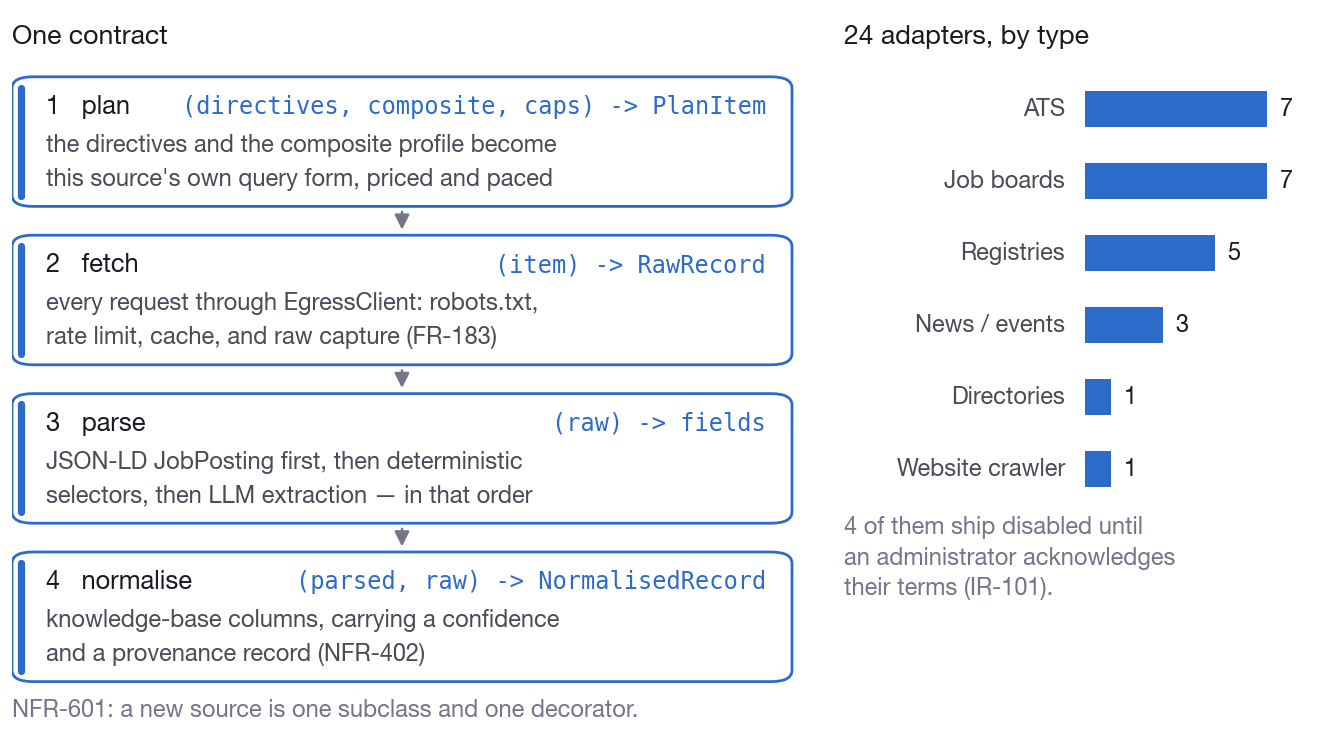 One contract
1 plan (directives, composite, caps) -> PlanItem
the directives and the composite profile become
this source's own query form, priced and paced
2 fetch (item) -> RawRecord
every request through EgressClient: robots.txt,
rate limit, cache, and raw capture (FR-183)
3 parse (raw) -> fields
JSON-LD JobPosting first, then deterministic
selectors, then LLM extraction — in that order
4 normalise (parsed, raw) -> NormalisedRecord
knowledge-base columns, carrying a confidence
and a provenance record (NFR-402)
NFR-601: a new source is one subclass and one decorator.
24 adapters, by type
ATS 7
Job boards 7
Registries 5
News / events 3
Directories 1
Website crawler 1
4 of them ship disabled until
an administrator acknowledges
their terms (IR-101).